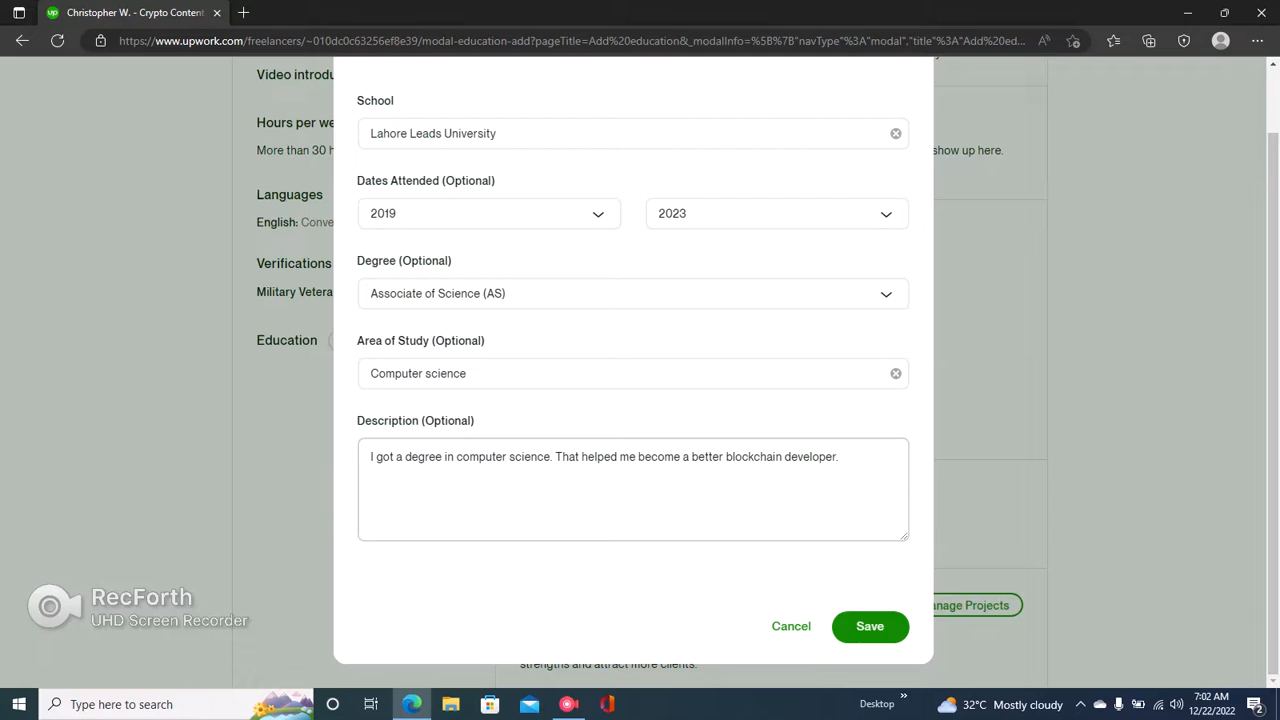 Christopher W. - Crypto Content
https://www.upwork.com/freelancers/~010dc0c63256ef39/modal-education-add?pageTitle=Add%20education&_modalInfo=%5B%7B"navType"%3A"modal","title"%3A"Add%20ed...
Video introdu
School
Hours per we
Lahore Leads University
More than 30 h
show up here.
Dates Attended (Optional)
Languages
2019
2023
English: Conve
Degree (Optional)
Verifications
Military Vetera
Associate of Science (AS)
Education
Area of Study (Optional)
Computer science
Description (Optional)
I got a degree in computer science. That helped me become a better blockchain developer.
RecForth
UHD Screen Recorder
anage Projects
Cancel
Save
strengths and attract more clients.
Type here to search
Desktop
32°C Mostly cloudy
7:02 AM
12/22/2022